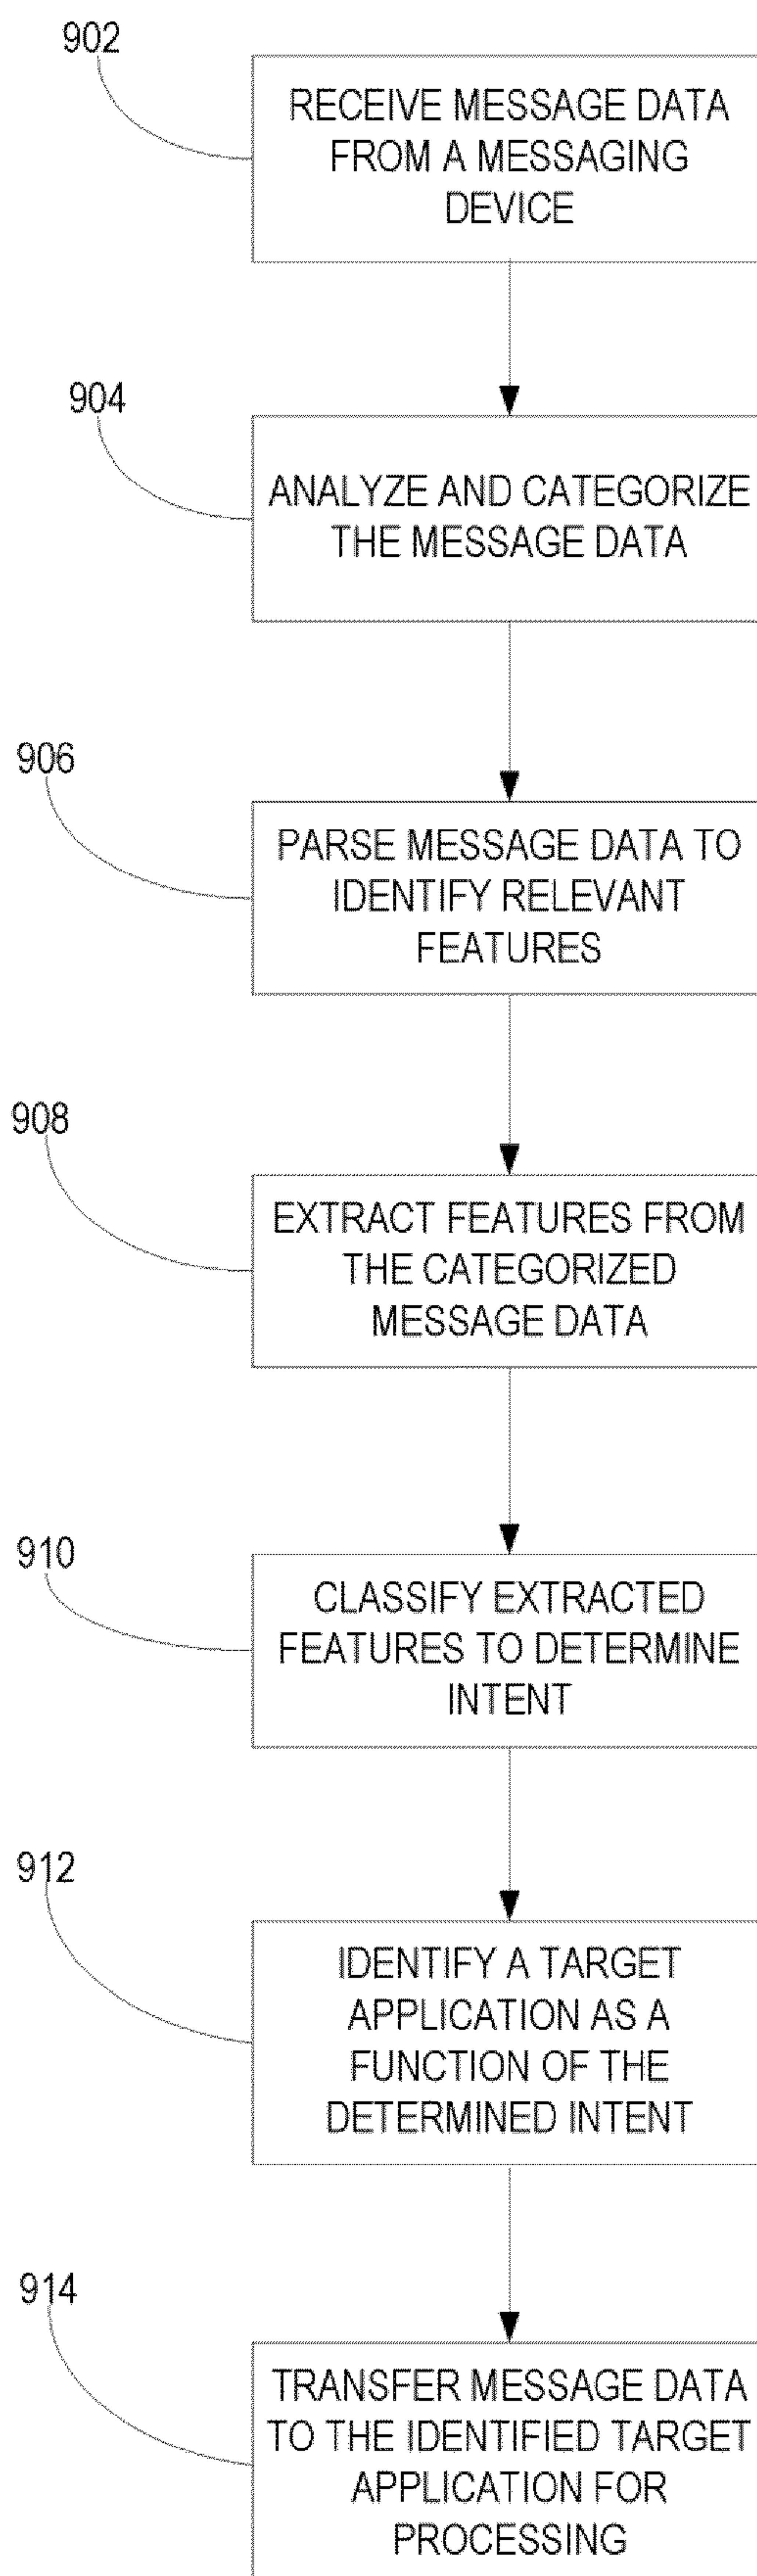 902
RECEIVE MESSAGE DATA
FROM A MESSAGING
DEVICE
904
ANALYZE AND CATEGORIZE
THE MESSAGE DATA
906
PARSE MESSAGE DATA TO
IDENTIFY RELEVANT
FEATURES
908
EXTRACT FEATURES FROM
THE CATEGORIZED
MESSAGE DATA
910
CLASSIFY EXTRACTED
FEATURES TO DETERMINE
INTENT
912
IDENTIFY A TARGET
APPLICATION AS A
FUNCTION OF THE
DETERMINED INTENT
914
TRANSFER MESSAGE DATA
TO THE IDENTIFIED TARGET
APPLICATION FOR
PROCESSING